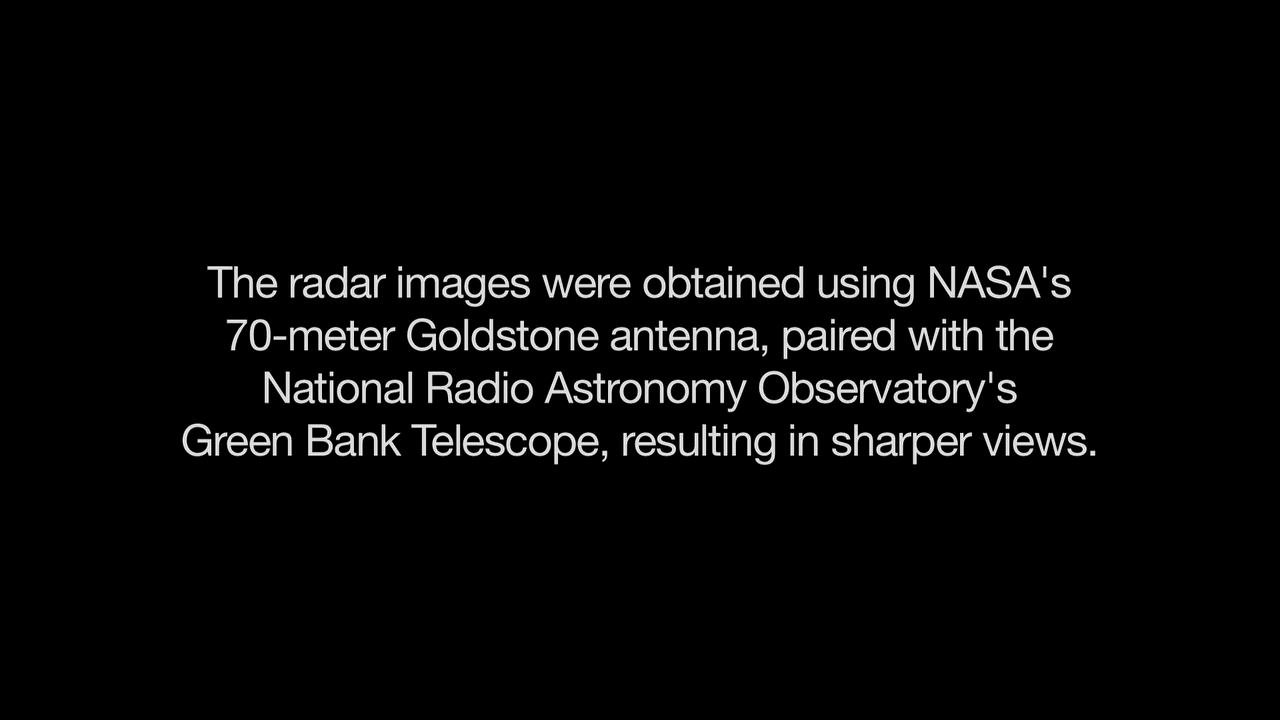 The radar images were obtained using NASA's
70-meter Goldstone antenna, paired with the
National Radio Astronomy Observatory's
Green Bank Telescope, resulting in sharper views.